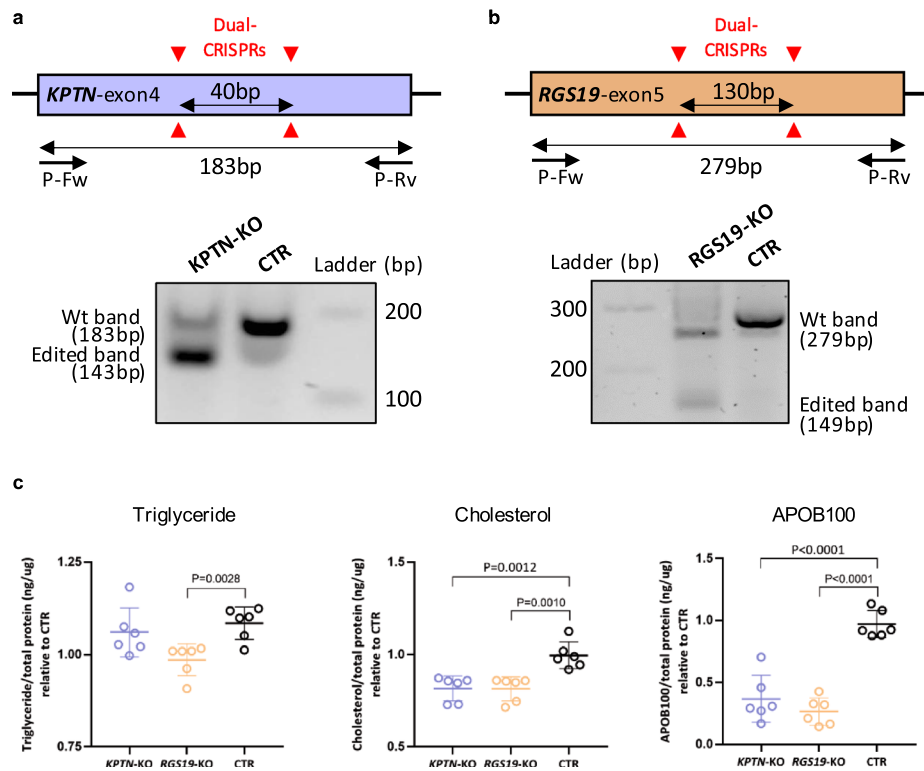 a
Dual-
CRISPRs
KPTN-exon4
40bp
183bp
P-Fw
P-Rv
KPTN-KO
CTR
Ladder (bp)
Wt band
(183bp)
Edited band
(143bp)
200
100
b
Dual-
CRISPRs
RGS19-exon5
130bp
279bp
P-Fw
P-Rv
Ladder (bp)
RGS19-KO
CTR
300
200
Wt band
(279bp)
Edited band
(149bp)
c
Triglyceride
Triglyceride/total protein (ng/ug)
relative to CTR
1.25
1.00
0.75
P=0.0028
KPTN-KO RGS19-KO CTR
Cholesterol
Cholesterol/total protein (ng/ug)
relative to CTR
1.5
1.0
0.5
P=0.0012
P=0.0010
KPTN-KO RGS19-KO CTR
APOB100
APOB100/total protein (ng/ug)
relative to CTR
1.5
1.0
0.5
0.0
P<0.0001
P<0.0001
KPTN-KO RGS19-KO CTR